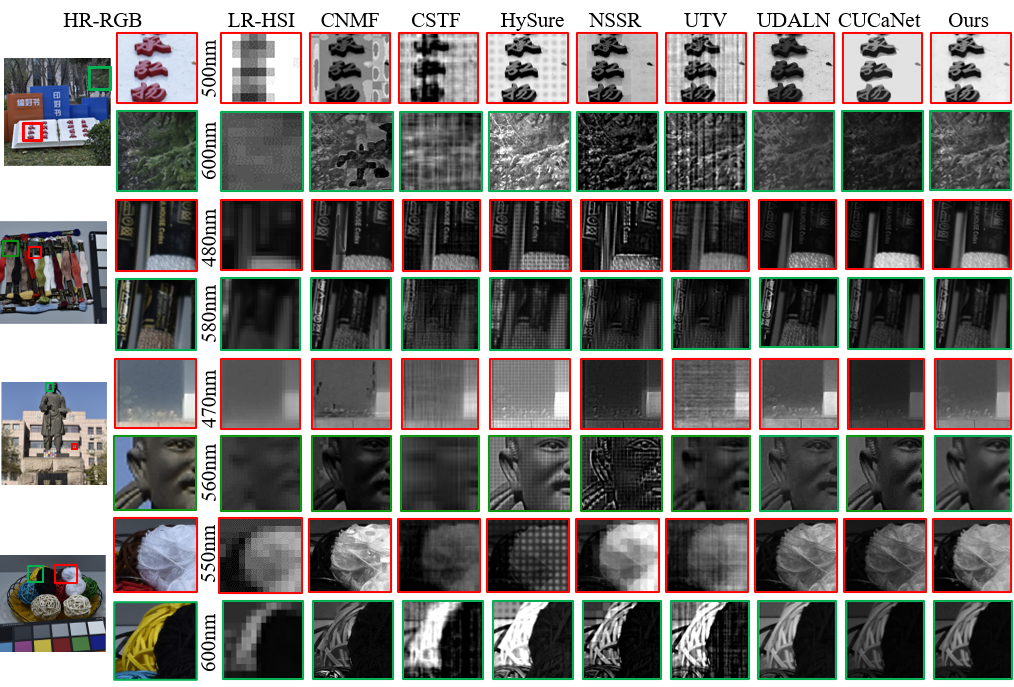 HR-RGB LR-HSI CNMF CSTF HySure NSSR UTV UDALN CUCaNet Ours
500nm
600nm
480nm
580nm
470nm
560nm
550nm
600nm